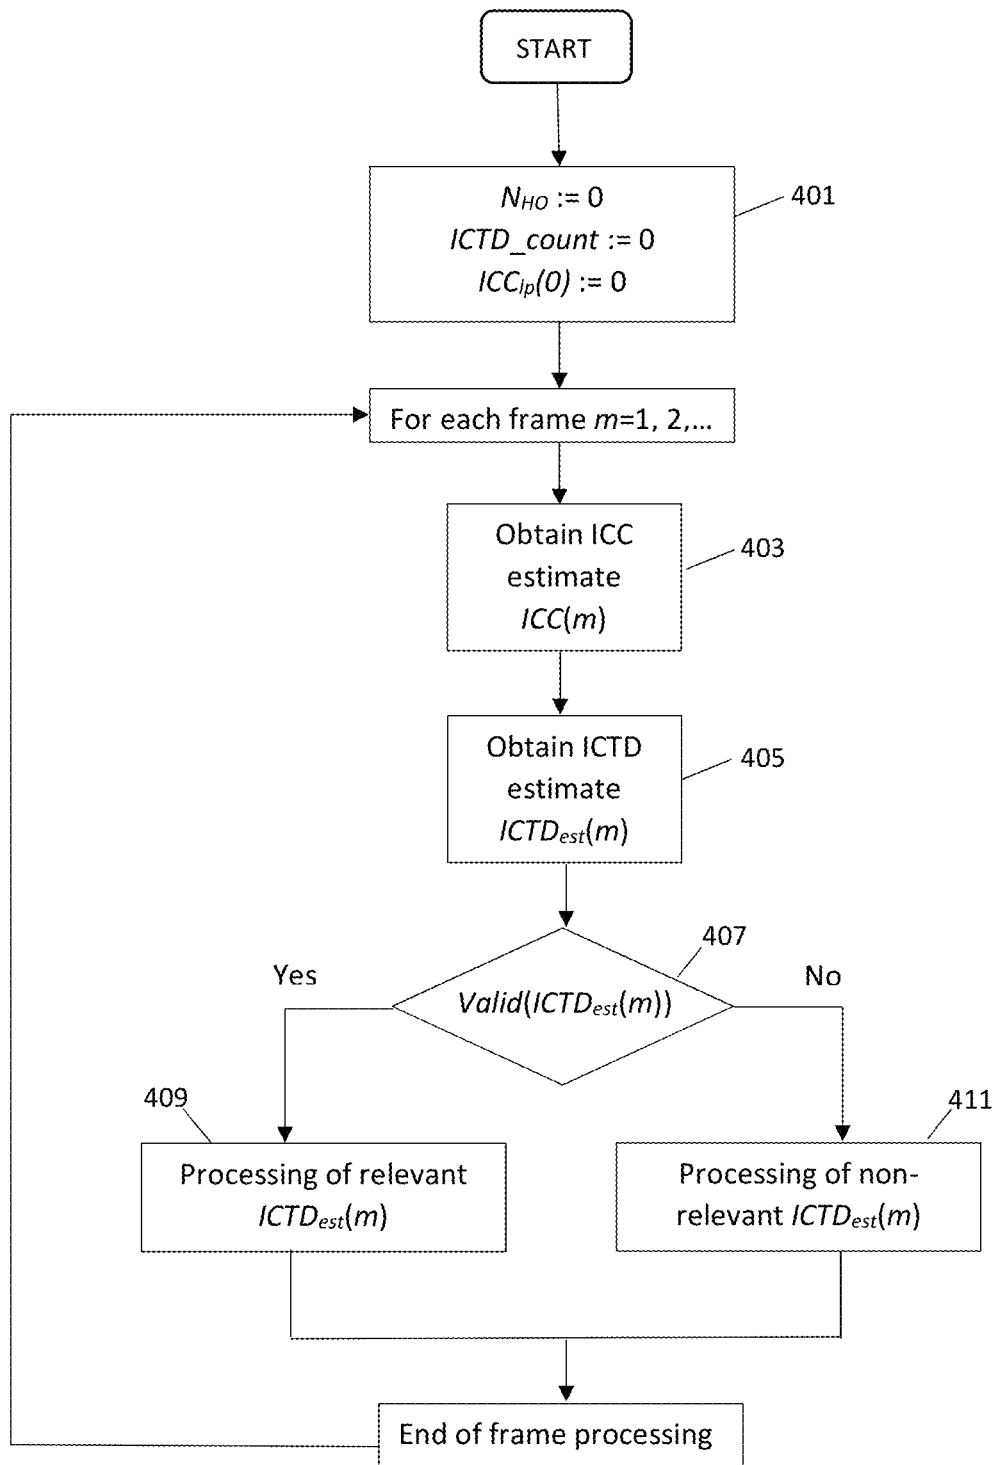 START
N_HO := 0
ICTD_count := 0
ICC_lp(0) := 0
401
For each frame m=1, 2,...
Obtain ICC
estimate
ICC(m)
403
Obtain ICTD
estimate
ICTD_est(m)
405
407
Yes
No
Valid(ICTD_est(m))
409
411
Processing of relevant
ICTD_est(m)
Processing of non-
relevant ICTD_est(m)
End of frame processing